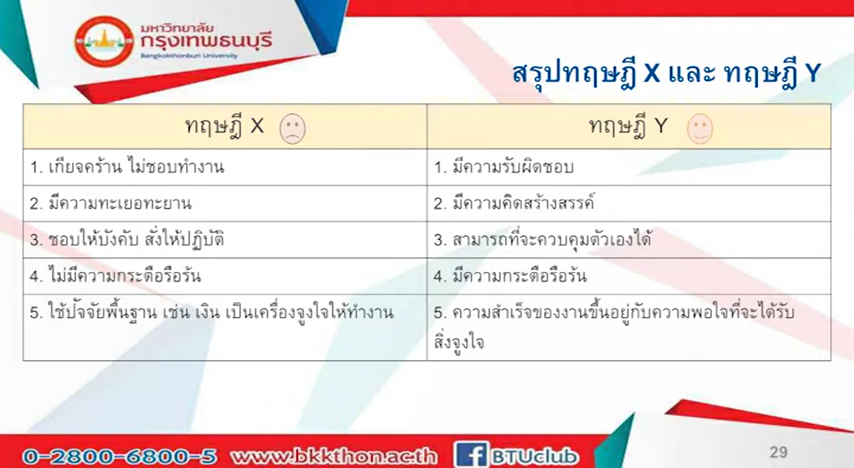 มหาวิทยาลัย
กรุงเทพธนบุรี
Bangkokthonburi University
สรุปทฤษฎี X และ ทฤษฎี Y
ทฤษฎี X
ทฤษฎี Y
1. เกียจคร้าน ไม่ชอบทำงาน
1. มีความรับผิดชอบ
2. มีความทะเยอทะยาน
2. มีความคิดสร้างสรรค์
3. ชอบให้บังคับ สั่งให้ปฏิบัติ
3. สามารถที่จะควบคุมตัวเองได้
4. ไม่มีความกระตือรือร้น
4. มีความกระตือรือร้น
5. ใช้ปัจจัยพื้นฐาน เช่น เงิน เป็นเครื่องจูงใจให้ทำงาน
5. ความสำเร็จของงานขึ้นอยู่กับความพอใจที่จะได้รับ
สิ่งจูงใจ
0-2800-6800-5 www.bkkthon.ac.th f BTUclub
29